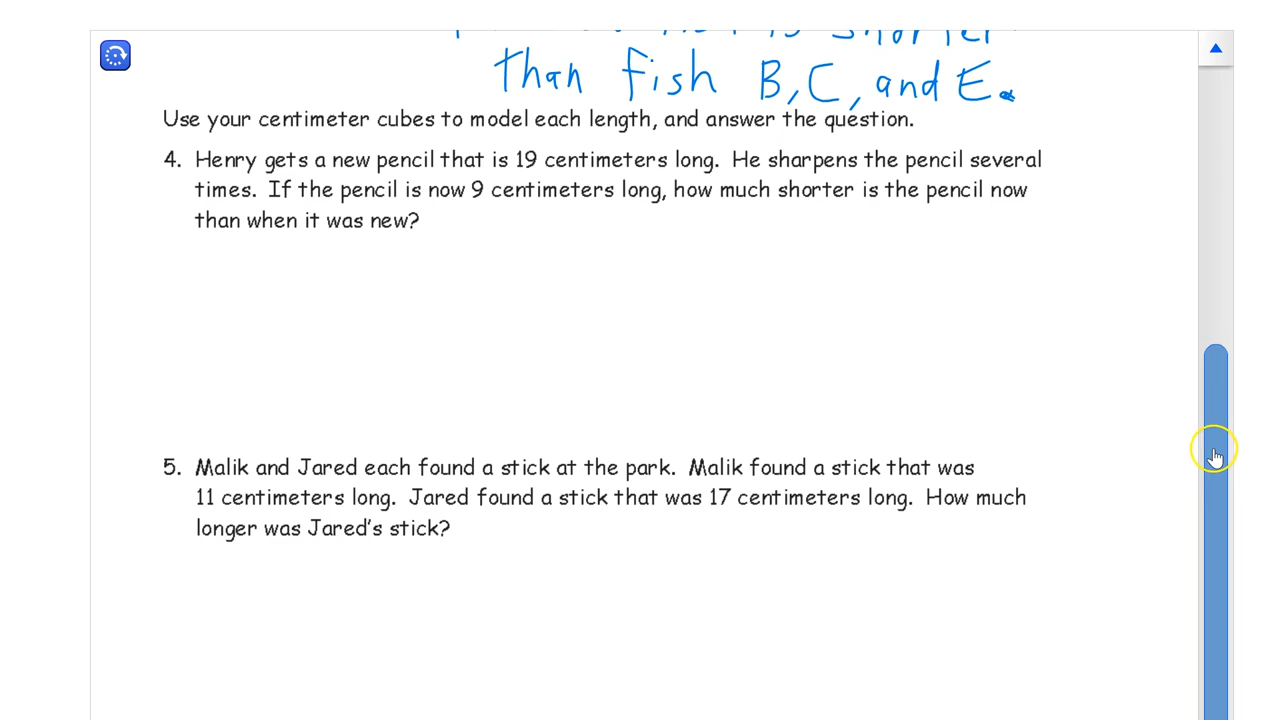 is shorter
than fish B, C, and E.
Use your centimeter cubes to model each length, and answer the question.
4. Henry gets a new pencil that is 19 centimeters long. He sharpens the pencil several
times. If the pencil is now 9 centimeters long, how much shorter is the pencil now
than when it was new?
5. Malik and Jared each found a stick at the park. Malik found a stick that was
11 centimeters long. Jared found a stick that was 17 centimeters long. How much
longer was Jared's stick?